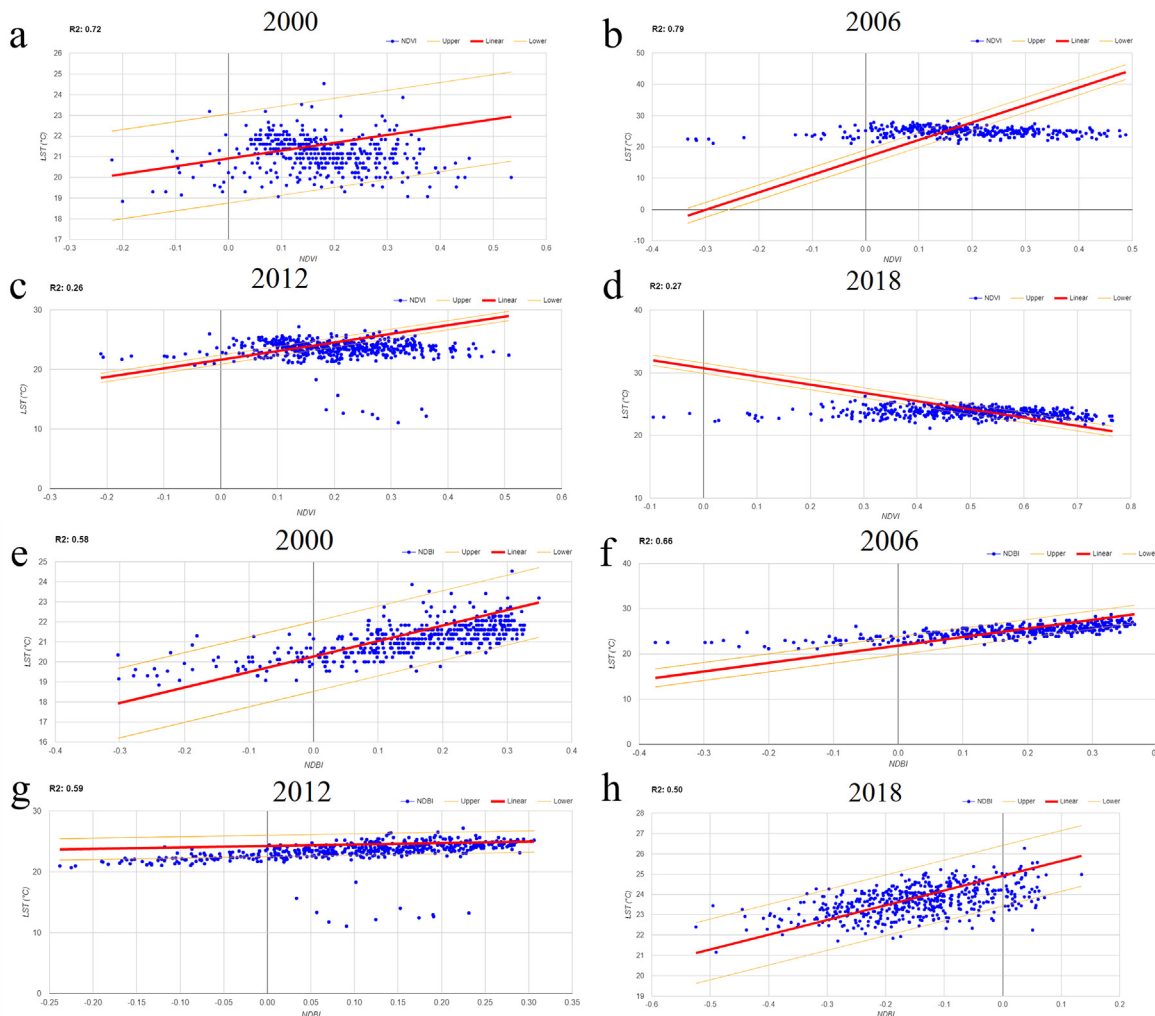 a
2000
R2: 0.72
NDVI Upper Linear Lower
LST (°C)
26
25
24
23
22
21
20
19
18
17
-0.3 -0.2 -0.1 0.0 0.1 0.2 0.3 0.4 0.5 0.6
NDVI
b
2006
R2: 0.79
NDVI Upper Linear Lower
LST (°C)
50
40
30
20
10
0
-10
-0.4 -0.3 -0.2 -0.1 0.0 0.1 0.2 0.3 0.4 0.5
NDVI
c
2012
R2: 0.26
NDVI Upper Linear Lower
LST (°C)
30
20
10
0
-0.3 -0.2 -0.1 0.0 0.1 0.2 0.3 0.4 0.5 0.6
NDVI
d
2018
R2: 0.27
NDVI Upper Linear Lower
LST (°C)
40
30
20
10
-0.1 0.0 0.1 0.2 0.3 0.4 0.5 0.6 0.7 0.8
NDVI
e
2000
R2: 0.58
NDBI Upper Linear Lower
LST (°C)
25
24
23
22
21
20
19
18
17
16
-0.4 -0.3 -0.2 -0.1 0.0 0.1 0.2 0.3 0.4
NDBI
f
2006
R2: 0.66
NDBI Upper Linear Lower
LST (°C)
40
30
20
10
0
-0.4 -0.3 -0.2 -0.1 0.0 0.1 0.2 0.3
NDBI
g
2012
R2: 0.59
NDBI Upper Linear Lower
LST (°C)
30
20
10
0
-0.25 -0.20 -0.15 -0.10 -0.05 0.00 0.05 0.10 0.15 0.20 0.25 0.30 0.35
NDBI
h
2018
R2: 0.50
NDBI Upper Linear Lower
LST (°C)
28
27
26
25
24
23
22
21
20
19
-0.6 -0.5 -0.4 -0.3 -0.2 -0.1 0.0 0.1 0.2
NDBI